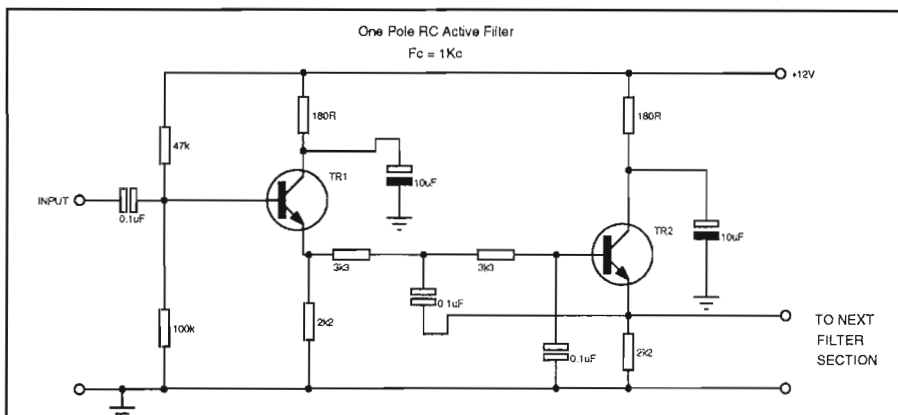 One Pole RC Active Filter
Fc = 1Kc
+12V
180R
180R
47k
TR1
10uF
INPUT
0.1uF
TR2
10uF
3k3
3k3
0.1uF
100k
2k2
0.1uF
2k2
TO NEXT
FILTER
SECTION